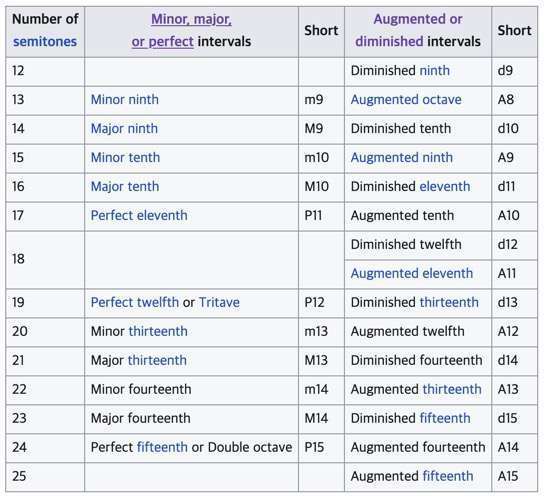 Number of semitones | Minor, major, or perfect intervals | Short | Augmented or diminished intervals | Short
12 | | | Diminished ninth | d9
13 | Minor ninth | m9 | Augmented octave | A8
14 | Major ninth | M9 | Diminished tenth | d10
15 | Minor tenth | m10 | Augmented ninth | A9
16 | Major tenth | M10 | Diminished eleventh | d11
17 | Perfect eleventh | P11 | Augmented tenth | A10
18 | | | Diminished twelfth | d12
Augmented eleventh | A11
19 | Perfect twelfth or Tritave | P12 | Diminished thirteenth | d13
20 | Minor thirteenth | m13 | Augmented twelfth | A12
21 | Major thirteenth | M13 | Diminished fourteenth | d14
22 | Minor fourteenth | m14 | Augmented thirteenth | A13
23 | Major fourteenth | M14 | Diminished fifteenth | d15
24 | Perfect fifteenth or Double octave | P15 | Augmented fourteenth | A14
25 | | | Augmented fifteenth | A15